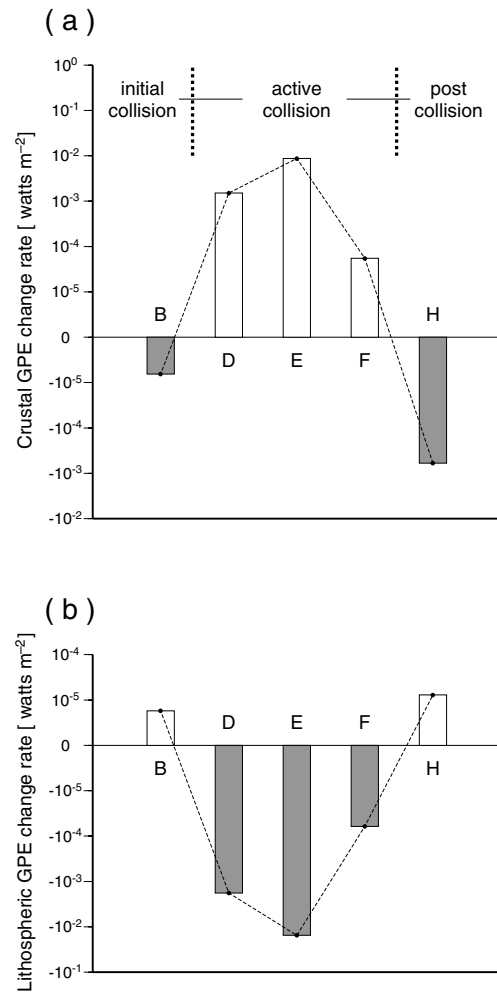 ( a )
Crustal GPE change rate [ watts m⁻²]
10⁰
10⁻¹
10⁻²
10⁻³
10⁻⁴
10⁻⁵
0
-10⁻⁵
-10⁻⁴
-10⁻³
-10⁻²
initial
collision
active
collision
post
collision
B
D
E
F
H
( b )
Lithospheric GPE change rate [ watts m⁻²]
10⁻⁴
10⁻⁵
0
-10⁻⁵
-10⁻⁴
-10⁻³
-10⁻²
-10⁻¹
D
E
F
B
H